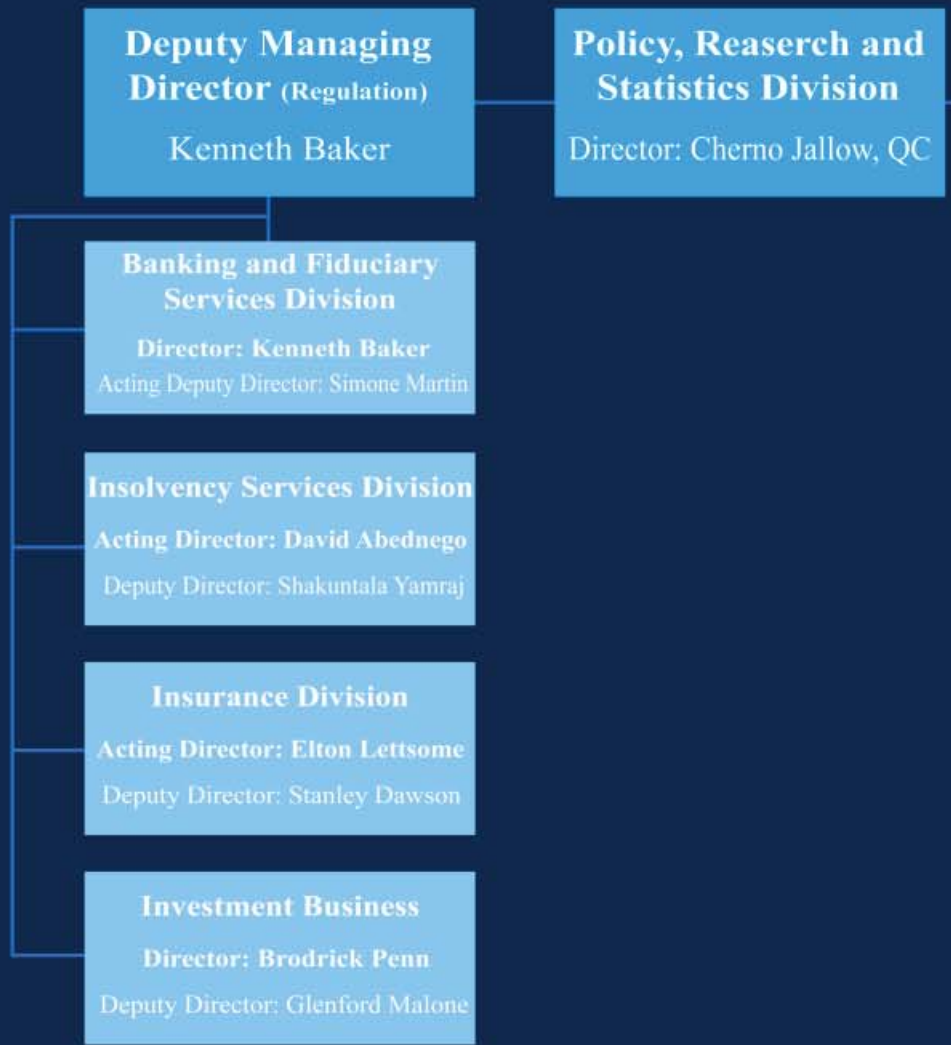 Deputy Managing
Director (Regulation)
Kenneth Baker
Policy, Reaserch and
Statistics Division
Director: Cherno Jallow, QC
Banking and Fiduciary
Services Division
Director: Kenneth Baker
Acting Deputy Director: Simone Martin
Insolvency Services Division
Acting Director: David Abednego
Deputy Director: Shakuntala Yamraj
Insurance Division
Acting Director: Elton Lettsome
Deputy Director: Stanley Dawson
Investment Business
Director: Brodrick Penn
Deputy Director: Glenford Malone